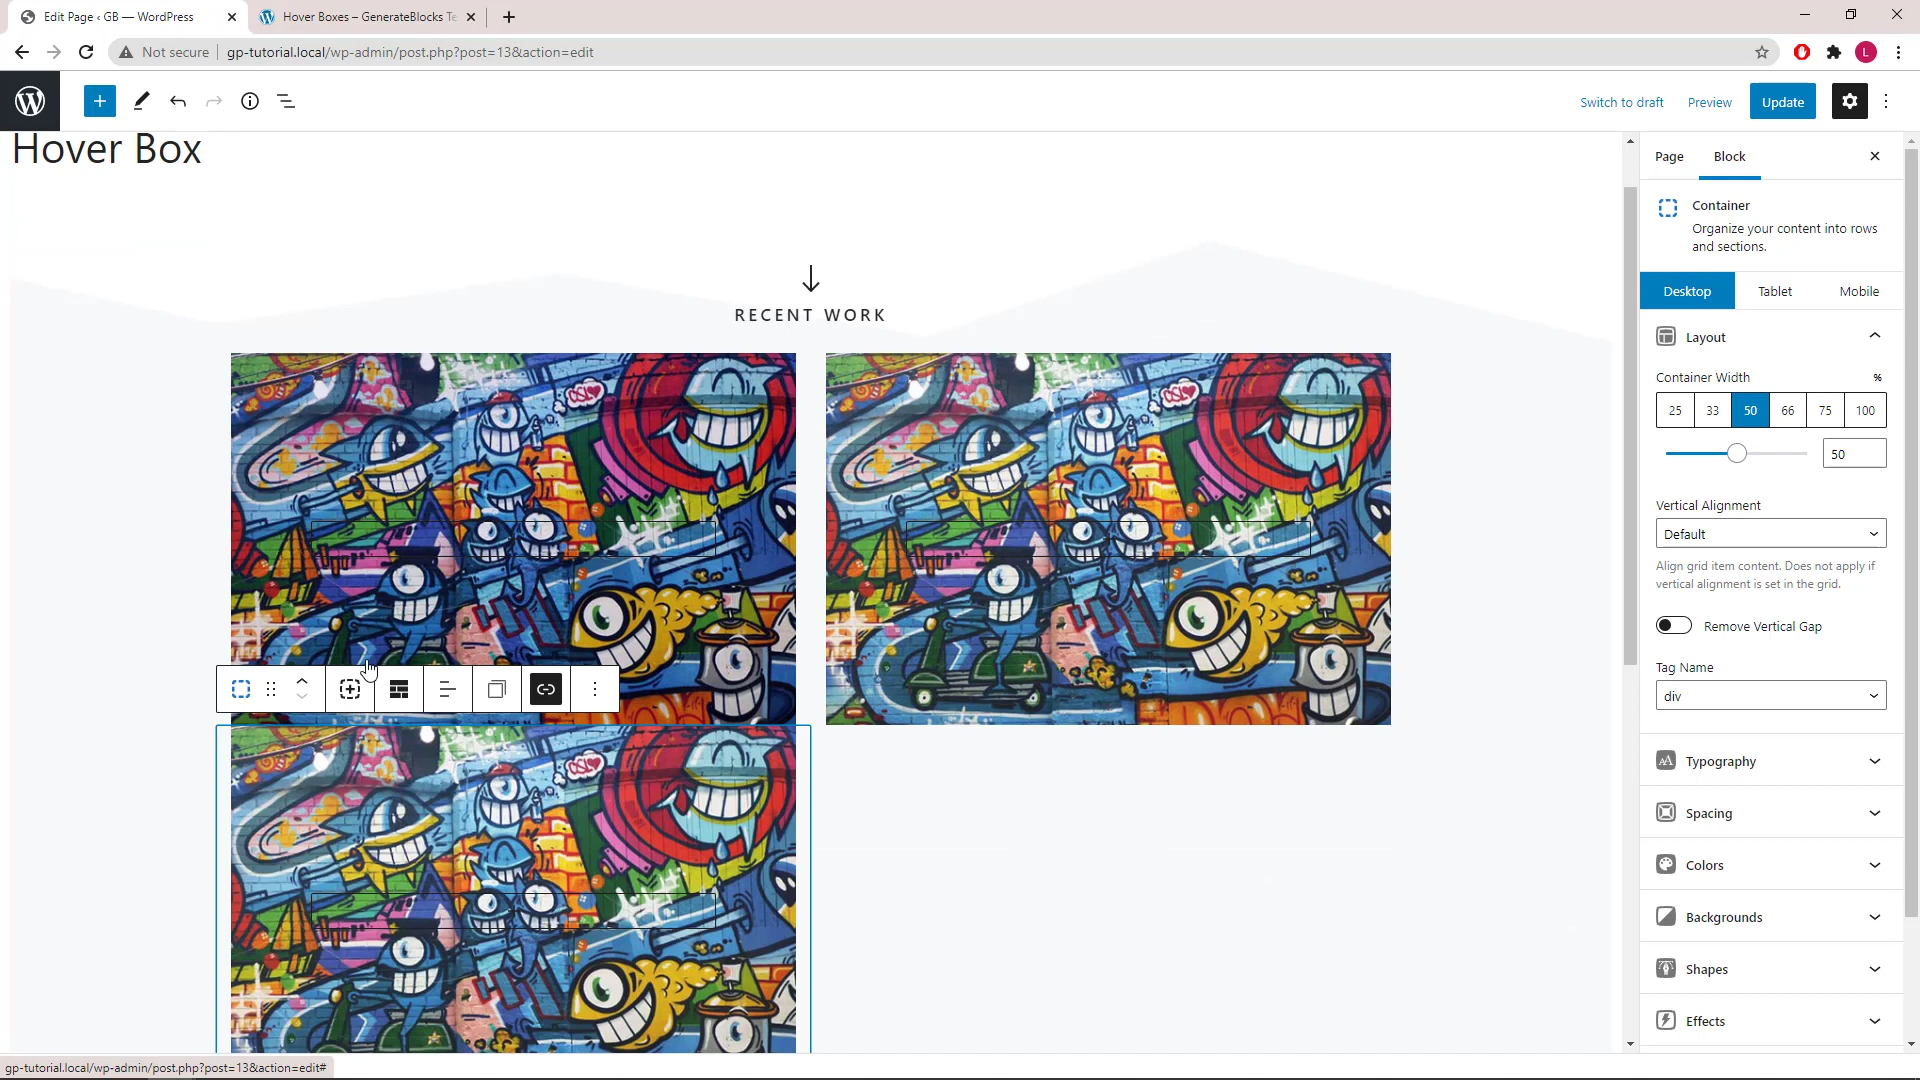 Edit Page ‹ GB — WordPress
Hover Boxes – GenerateBlocks Te
Not secure
gp-tutorial.local/wp-admin/post.php?post=13&action=edit
L
Switch to draft
Preview
Update
Hover Box
Page
Block
Container
Organize your content into rows
and sections.
Desktop
Tablet
Mobile
RECENT WORK
Layout
Container Width
%
25
33
50
66
75
100
50
Vertical Alignment
Default
Align grid item content. Does not apply if
vertical alignment is set in the grid.
Remove Vertical Gap
Tag Name
div
Typography
Spacing
Colors
Backgrounds
Shapes
Effects
gp-tutorial.local/wp-admin/post.php?post=13&action=edit#